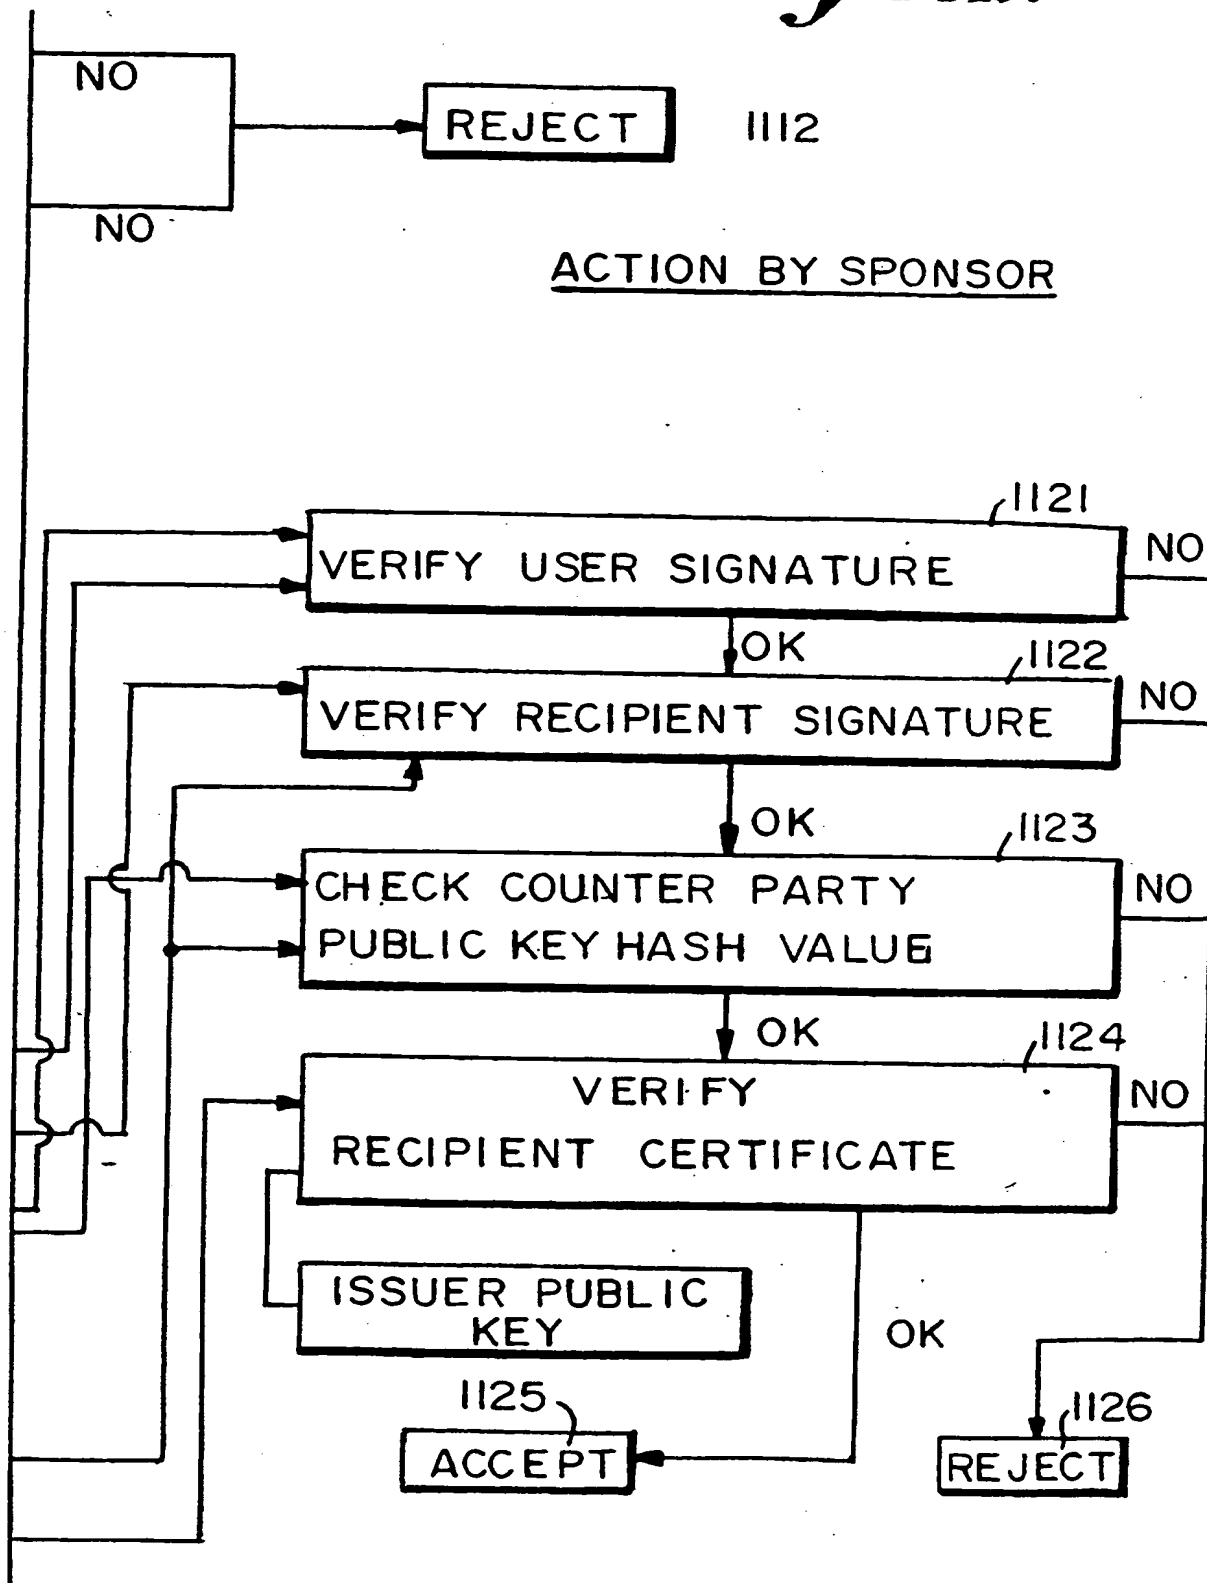 NO
REJECT 1112
NO
ACTION BY SPONSOR
1121
VERIFY USER SIGNATURE
NO
OK
1122
VERIFY RECIPIENT SIGNATURE
NO
OK
1123
CHECK COUNTER PARTY
PUBLIC KEY HASH VALUE
NO
OK
1124
VERIFY
RECIPIENT CERTIFICATE
NO
ISSUER PUBLIC
KEY
OK
1125
ACCEPT
1126
REJECT